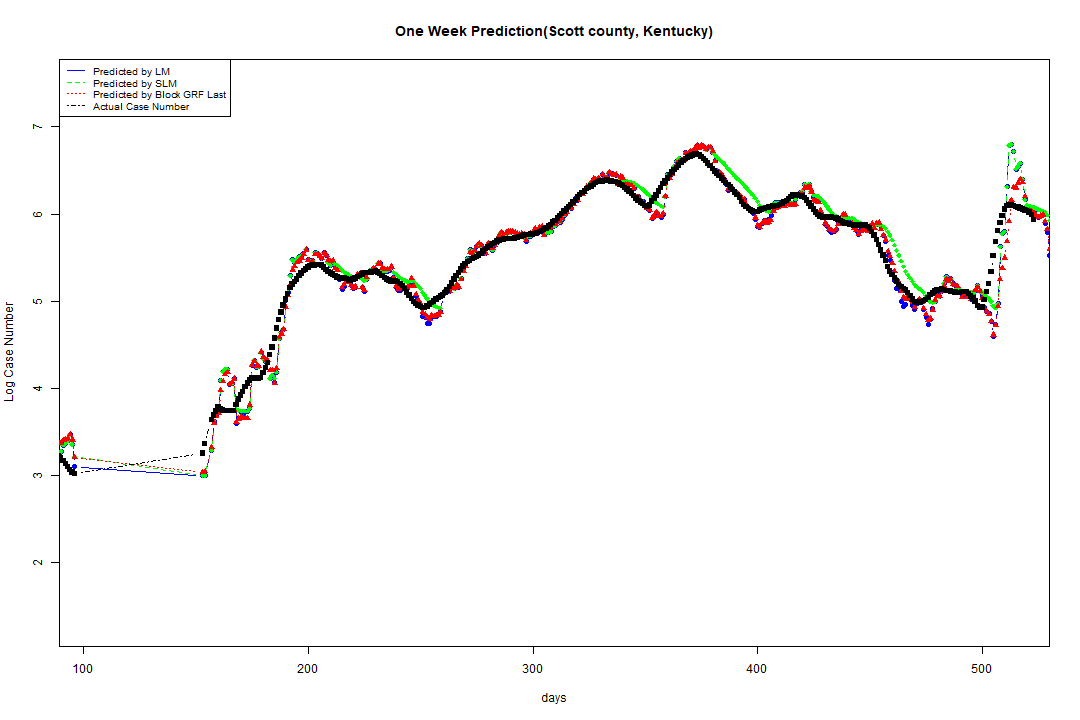 One Week Prediction(Scott county, Kentucky)
Predicted by LM
Predicted by SLM
Predicted by Block GRF Last
Actual Case Number
7
6
5
4
3
2
Log Case Number
100 200 300 400 500
days